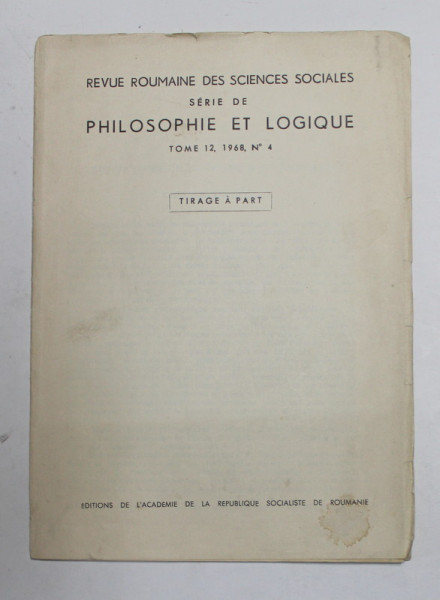 REVUE ROUMAINE DES SCIENCES SOCIALES
SÉRIE DE
PHILOSOPHIE ET LOGIQUE
TOME 12, 1968, N° 4
TIRAGE À PART
EDITIONS DE L'ACADEMIE DE LA REPUBLIQUE SOCIALISTE DE ROUMANIE